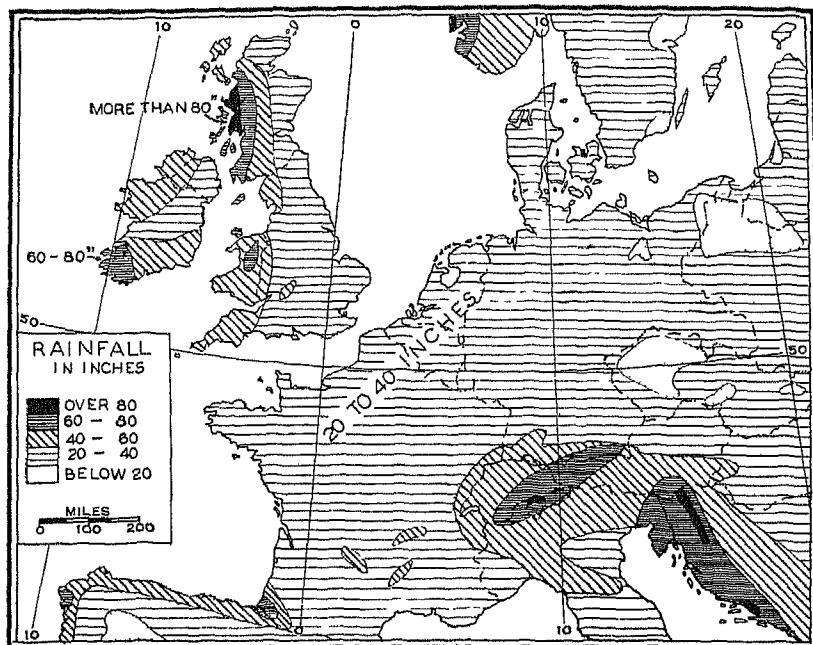 10
0
10
20
MORE THAN 80"
60-80"
50
50
20 TO 40 INCHES
RAINFALL
IN INCHES
OVER 80
60 - 80
40 - 60
20 - 40
BELOW 20
MILES
0 100 200
10
0
10